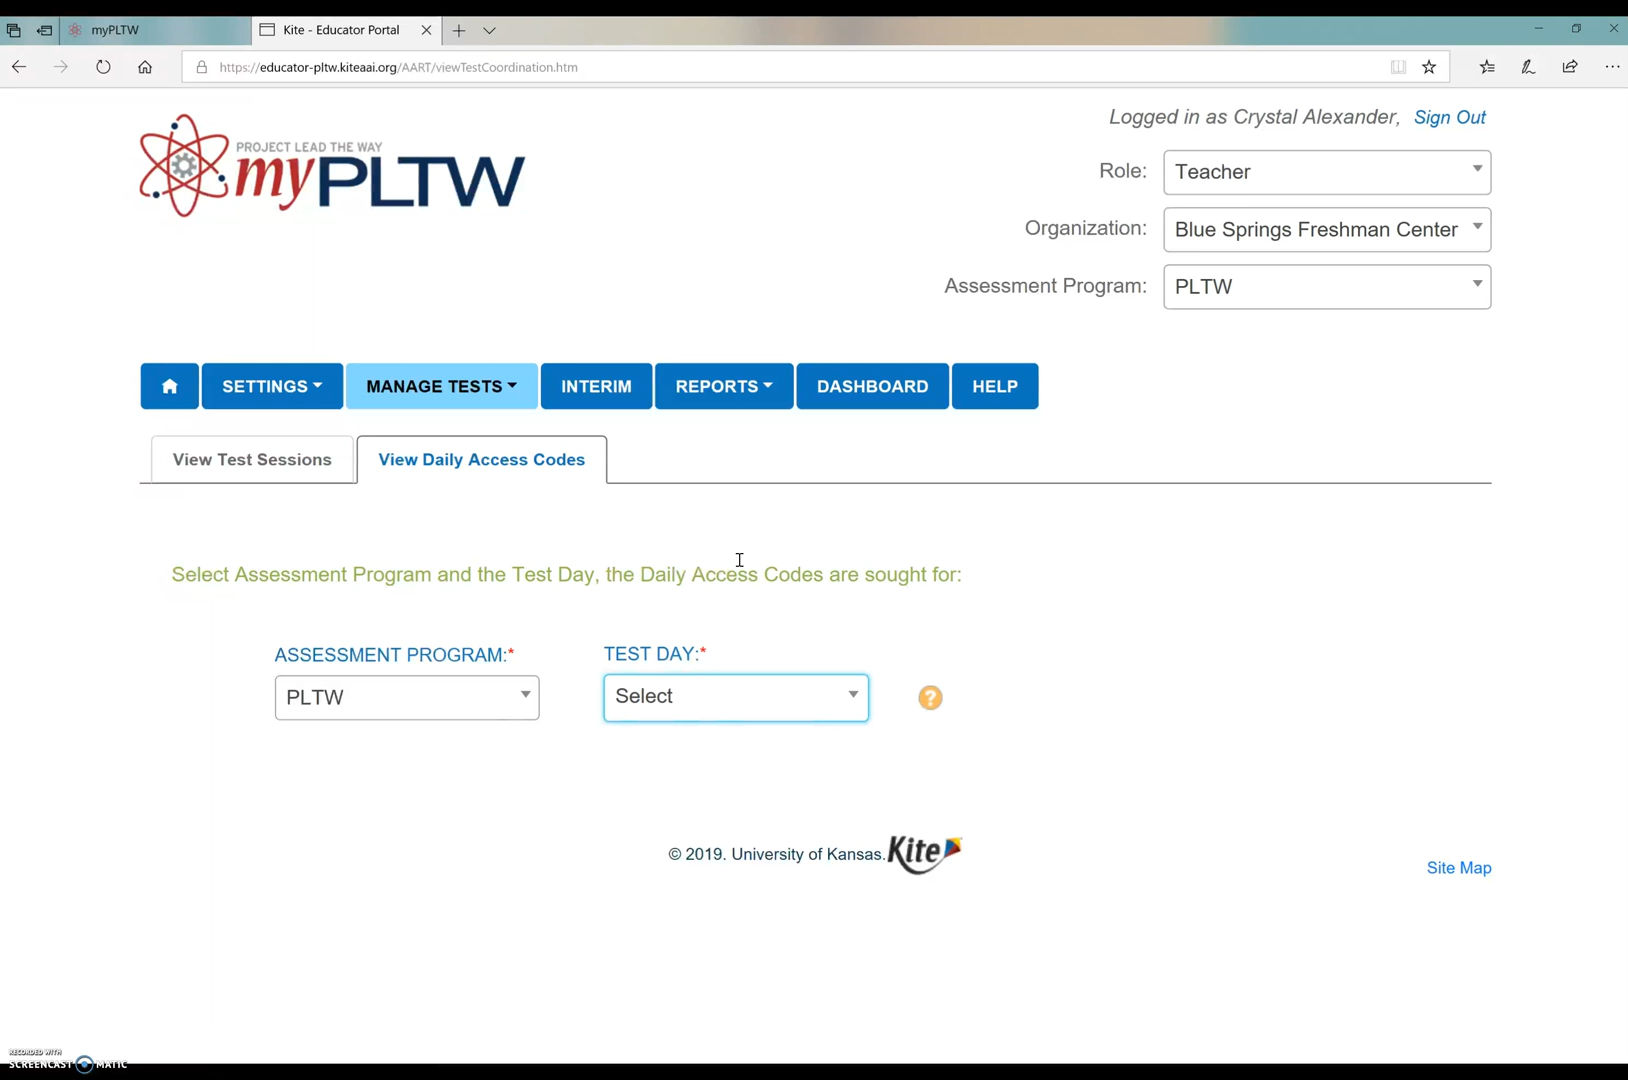 myPLTW
Kite - Educator Portal
https://educator-pltw.kiteaai.org/AART/viewTestCoordination.htm
Logged in as Crystal Alexander, Sign Out
PROJECT LEAD THE WAY
myPLTW
Role: Teacher
Organization: Blue Springs Freshman Center
Assessment Program: PLTW
SETTINGS MANAGE TESTS INTERIM REPORTS DASHBOARD HELP
View Test Sessions View Daily Access Codes
Select Assessment Program and the Test Day, the Daily Access Codes are sought for:
ASSESSMENT PROGRAM:* TEST DAY:*
PLTW Select ?
© 2019. University of Kansas. Kite
Site Map
RECORDED WITH
SCREENCAST MATIC